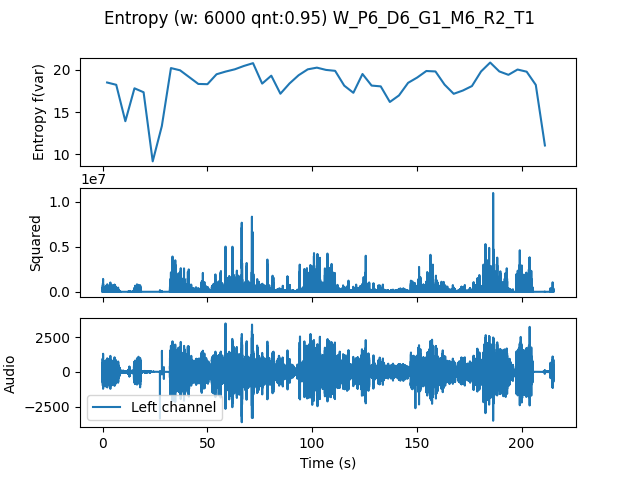 Entropy (w: 6000 qnt:0.95) W_P6_D6_G1_M6_R2_T1
Entropy f(var)
20
15
10
1e7
Squared
1.0
0.5
0.0
Audio
2500
0
−2500
Left channel
0 50 100 150 200
Time (s)